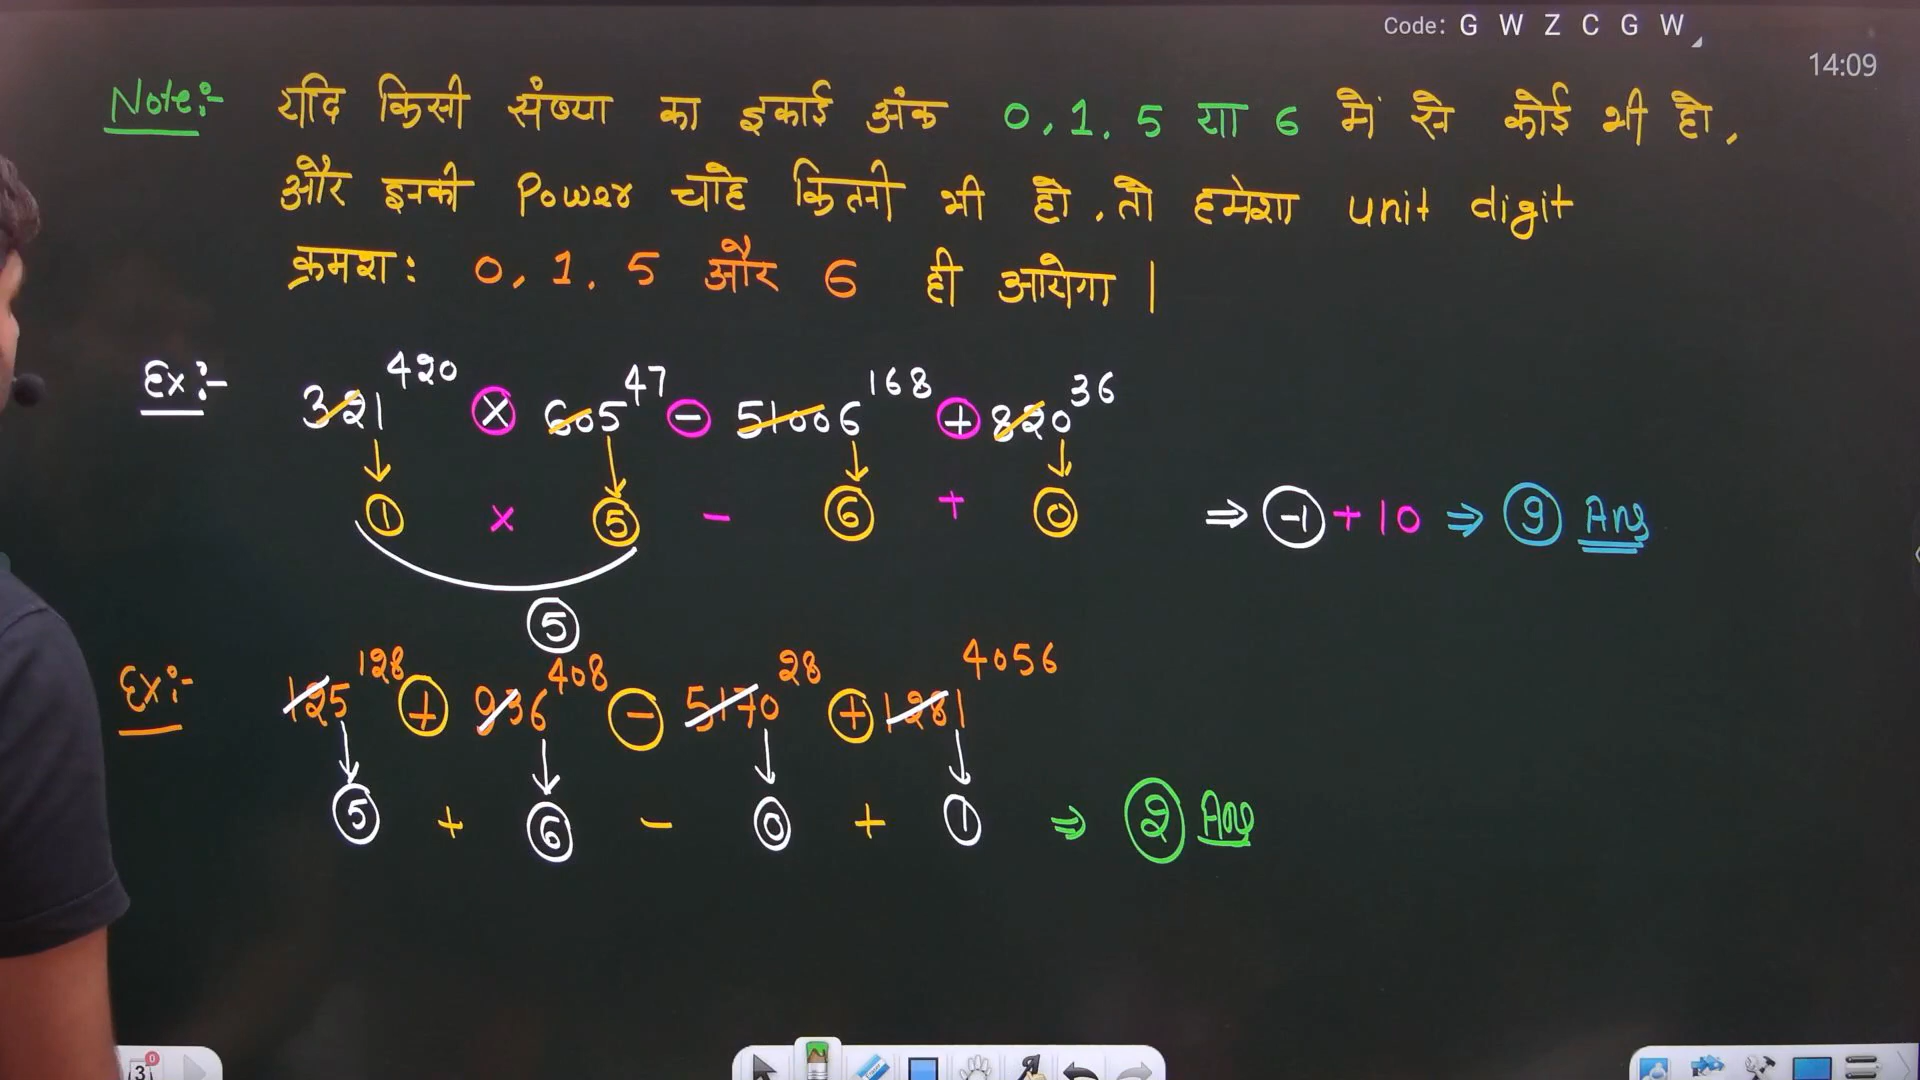 Code: G W Z C G W
14:09
Note:- यदि किसी संख्या का इकाई अंक 0, 1, 5 या 6 में से कोई भी हो,
और इनकी Power चाहे कितनी भी हो, तो हमेशा unit digit
क्रमशः 0, 1, 5 और 6 ही आयेगा |
Ex:- 321^420 × 605^47 - 51006^168 + 820^36
1 × 5 - 6 + 0 ⇒ -1 + 10 ⇒ 9 Ans
5
Ex:- 125^128 + 936^408 - 5170^28 + 1281^4056
5 + 6 - 0 + 1 ⇒ 2 Ans